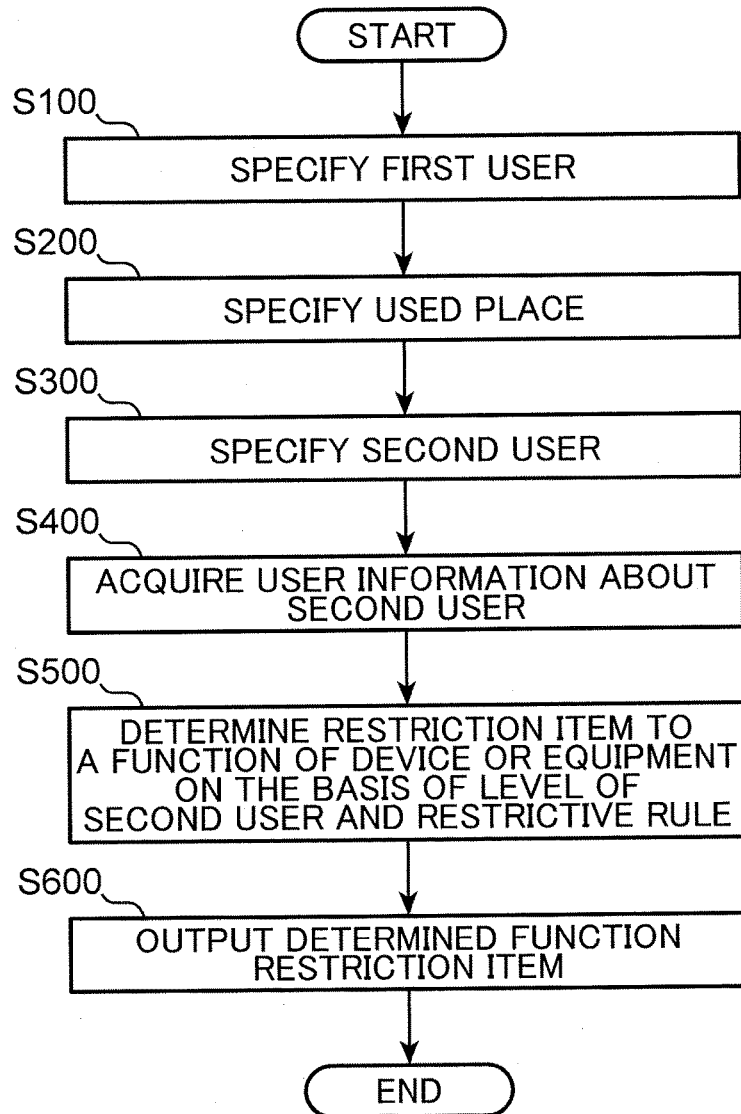 START
S100
SPECIFY FIRST USER
S200
SPECIFY USED PLACE
S300
SPECIFY SECOND USER
S400
ACQUIRE USER INFORMATION ABOUT
SECOND USER
S500
DETERMINE RESTRICTION ITEM TO
A FUNCTION OF DEVICE OR EQUIPMENT
ON THE BASIS OF LEVEL OF
SECOND USER AND RESTRICTIVE RULE
S600
OUTPUT DETERMINED FUNCTION
RESTRICTION ITEM
END